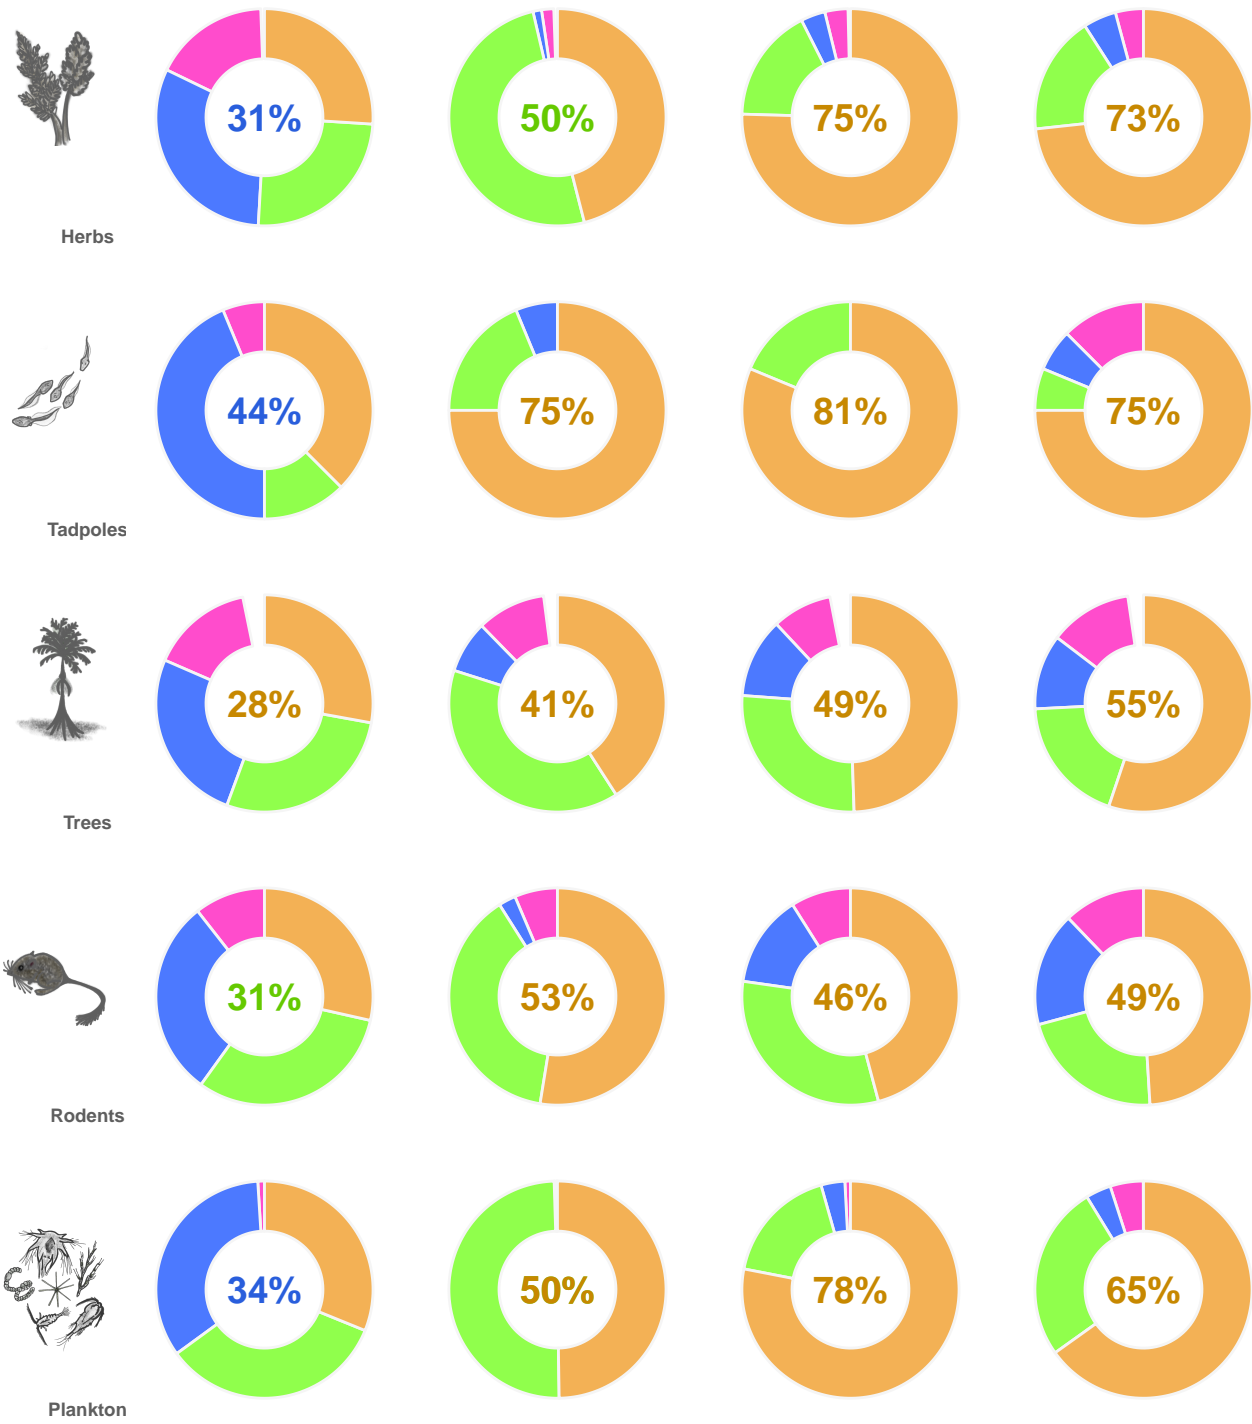 31% 50% 75% 73%
Herbs
44% 75% 81% 75%
Tadpoles
28% 41% 49% 55%
Trees
31% 53% 46% 49%
Rodents
34% 50% 78% 65%
Plankton